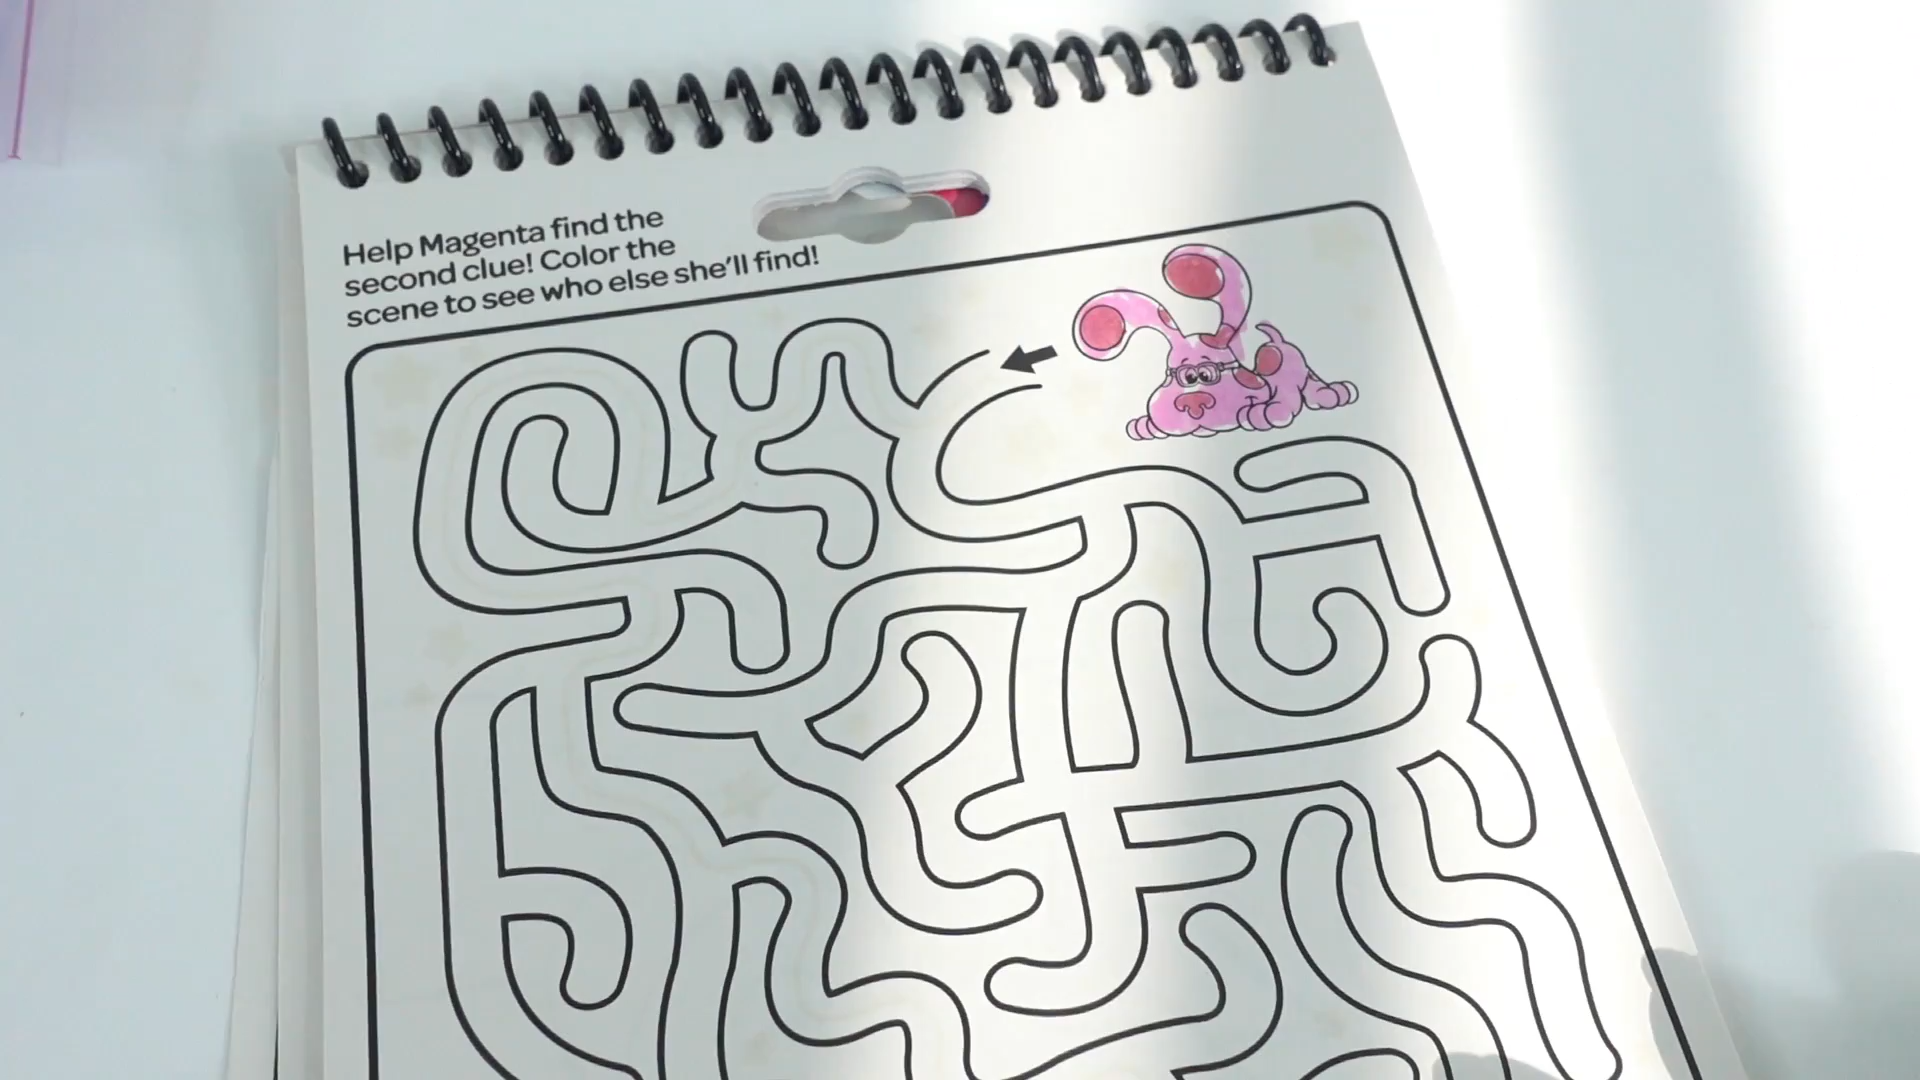 Help Magenta find the
second clue! Color the
scene to see who else she'll find!